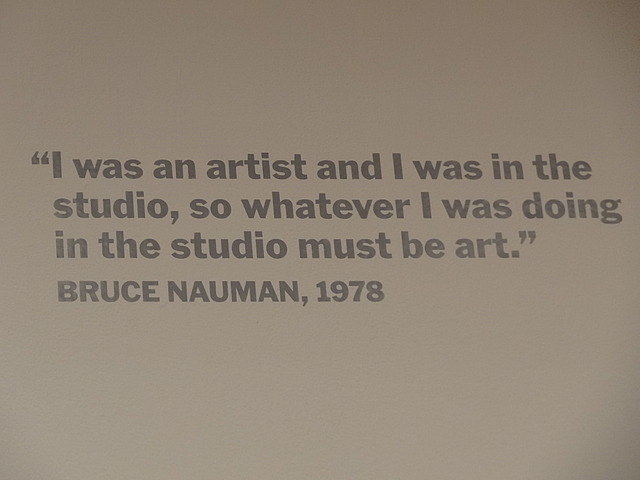 “I was an artist and I was in the
studio, so whatever I was doing
in the studio must be art.”
BRUCE NAUMAN, 1978